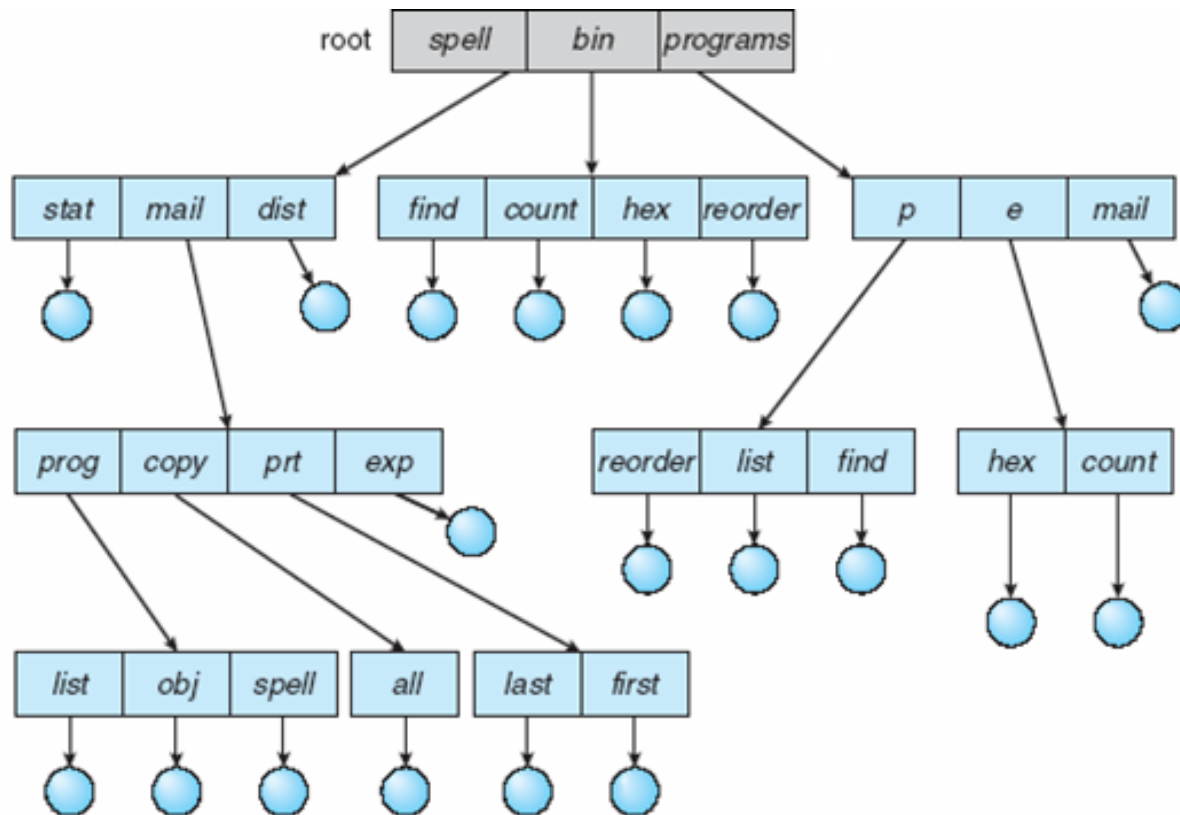 root spell bin programs
stat mail dist find count hex reorder p e mail
prog copy prt exp reorder list find hex count
list obj spell all last first